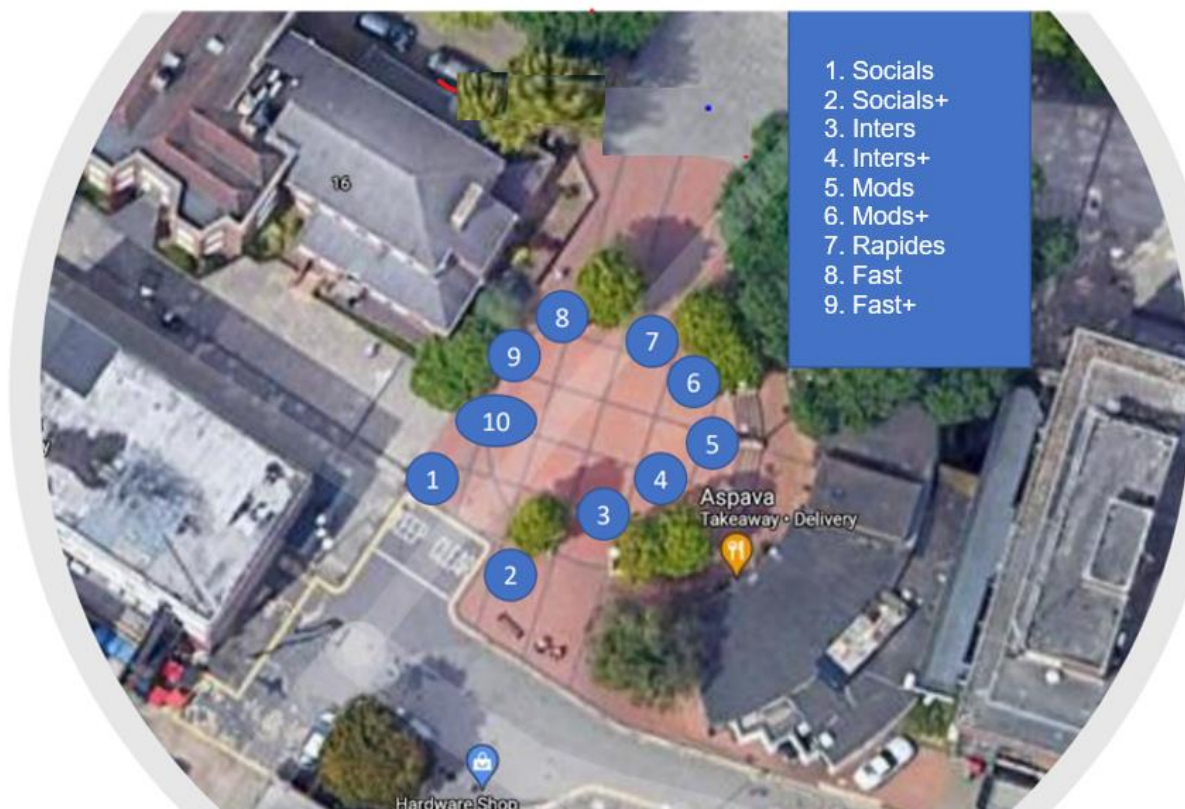 1. Socials
2. Socials+
3. Inters
4. Inters+
5. Mods
6. Mods+
7. Rapides
8. Fast
9. Fast+
16
8
7
9
6
10
5
1
4
3
2
Aspava
Takeaway • Delivery
Hardware Shop